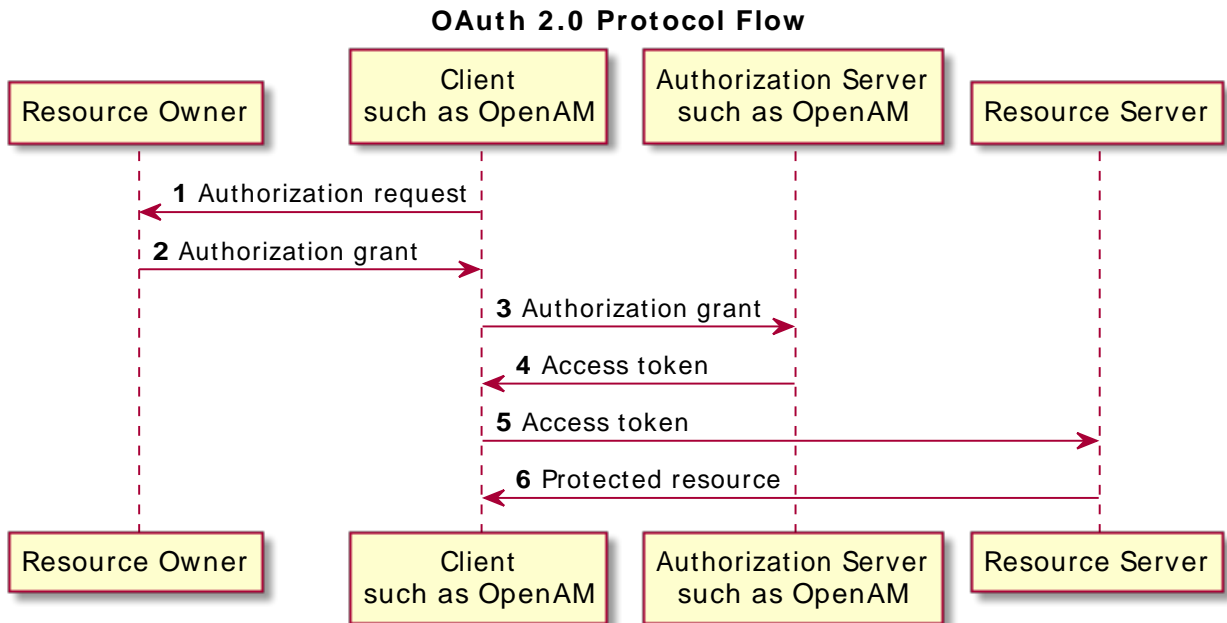 OAuth 2.0 Protocol Flow
Resource Owner
Client
such as OpenAM
Authorization Server
such as OpenAM
Resource Server
1 Authorization request
2 Authorization grant
3 Authorization grant
4 Access token
5 Access token
6 Protected resource
Resource Owner
Client
such as OpenAM
Authorization Server
such as OpenAM
Resource Server